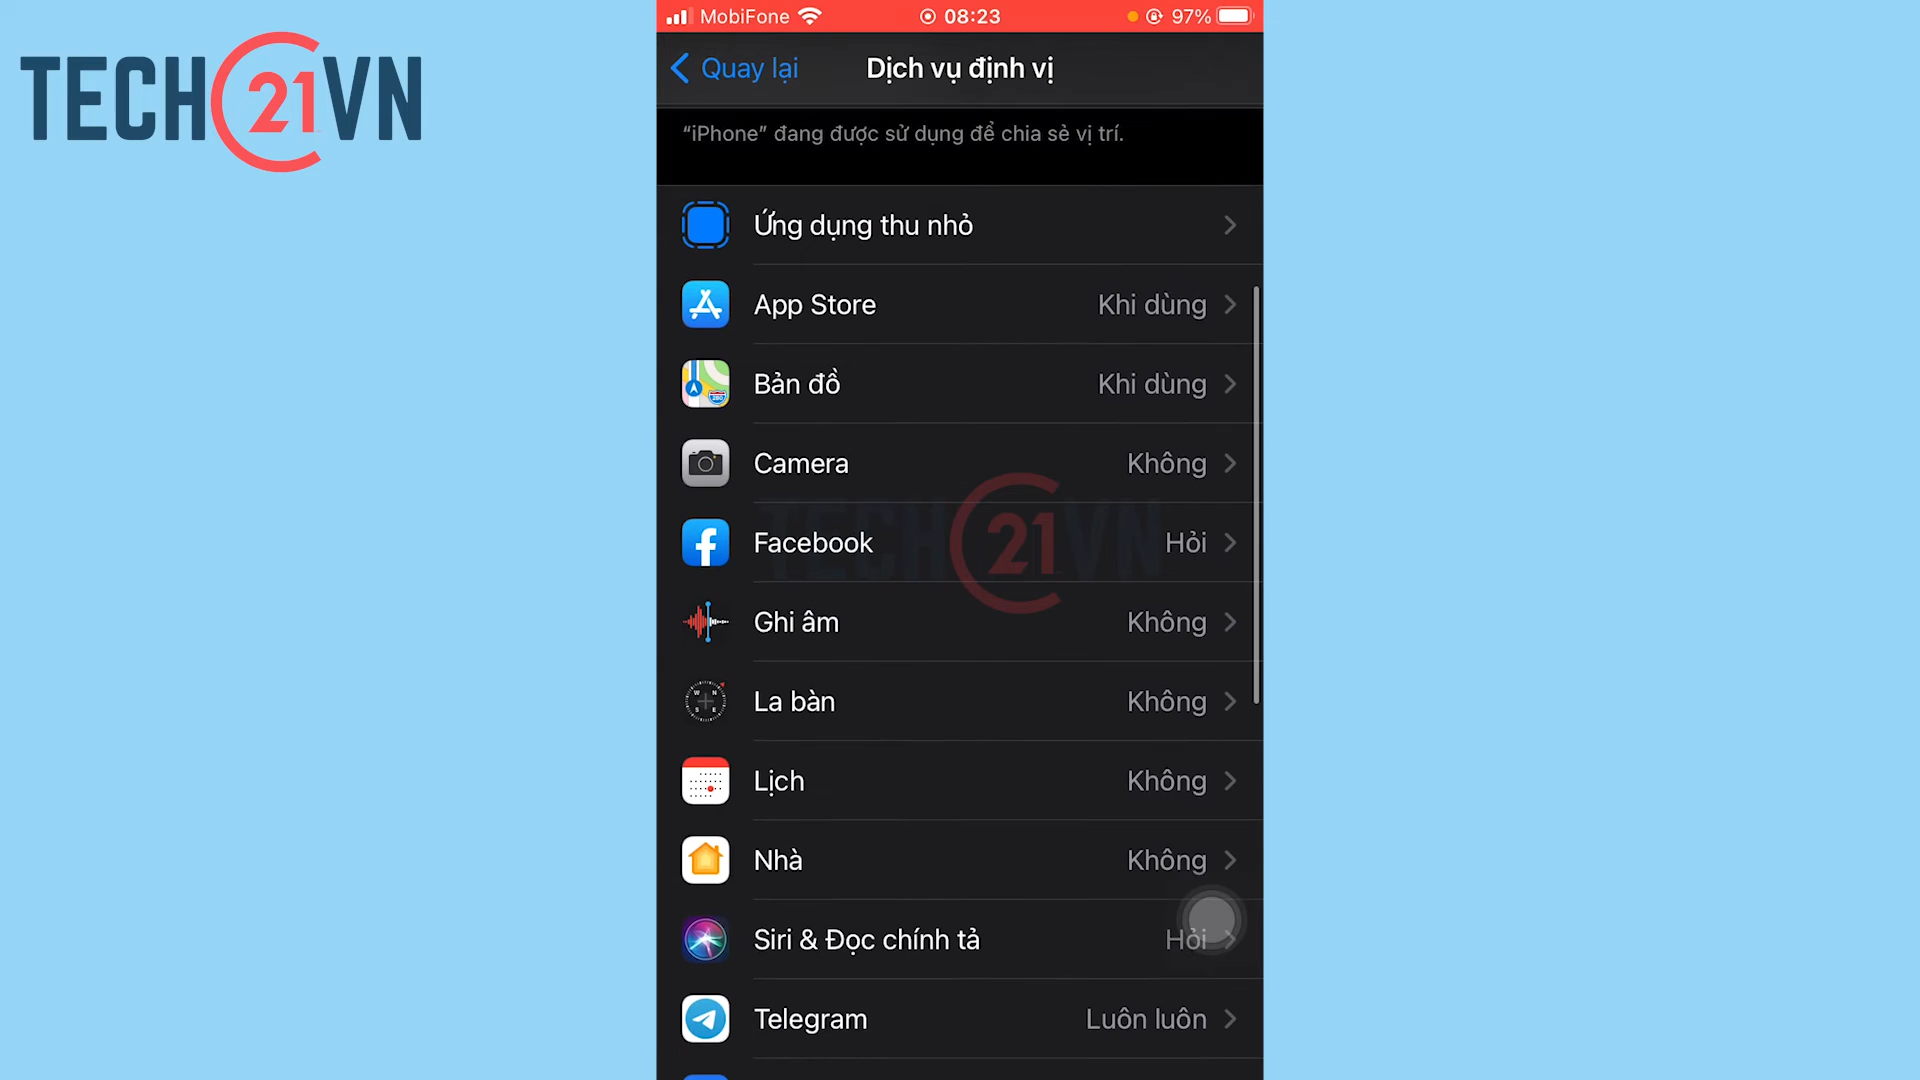 TECH21VN
MobiFone 08:23 97%
Quay lại Dịch vụ định vị
“iPhone” đang được sử dụng để chia sẻ vị trí.
Ứng dụng thu nhỏ
App Store Khi dùng
Bản đồ Khi dùng
Camera Không
TECH21VN
Facebook Hỏi
Ghi âm Không
La bàn Không
Lịch Không
Nhà Không
Siri & Đọc chính tả Hỏi
Telegram Luôn luôn